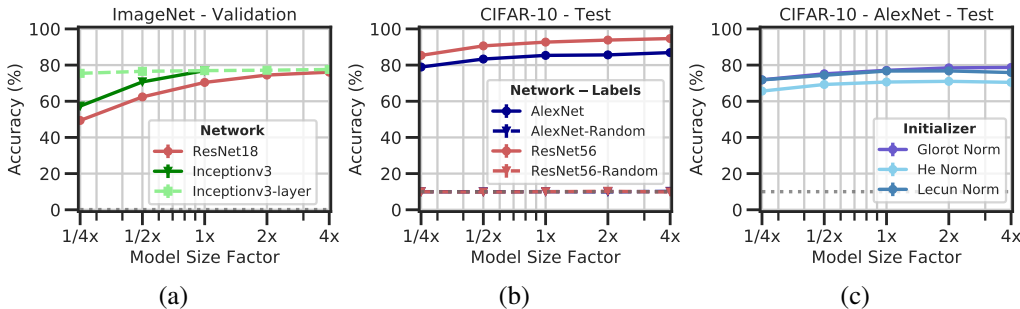 ImageNet - Validation
Accuracy (%)
100
80
60
40
20
0
Network
ResNet18
Inceptionv3
Inceptionv3-layer
1/4x 1/2x 1x 2x 4x
Model Size Factor
(a)
CIFAR-10 - Test
Accuracy (%)
100
80
60
40
20
0
Network – Labels
AlexNet
AlexNet-Random
ResNet56
ResNet56-Random
1/4x 1/2x 1x 2x 4x
Model Size Factor
(b)
CIFAR-10 - AlexNet - Test
Accuracy (%)
100
80
60
40
20
0
Initializer
Glorot Norm
He Norm
Lecun Norm
1/4x 1/2x 1x 2x 4x
Model Size Factor
(c)